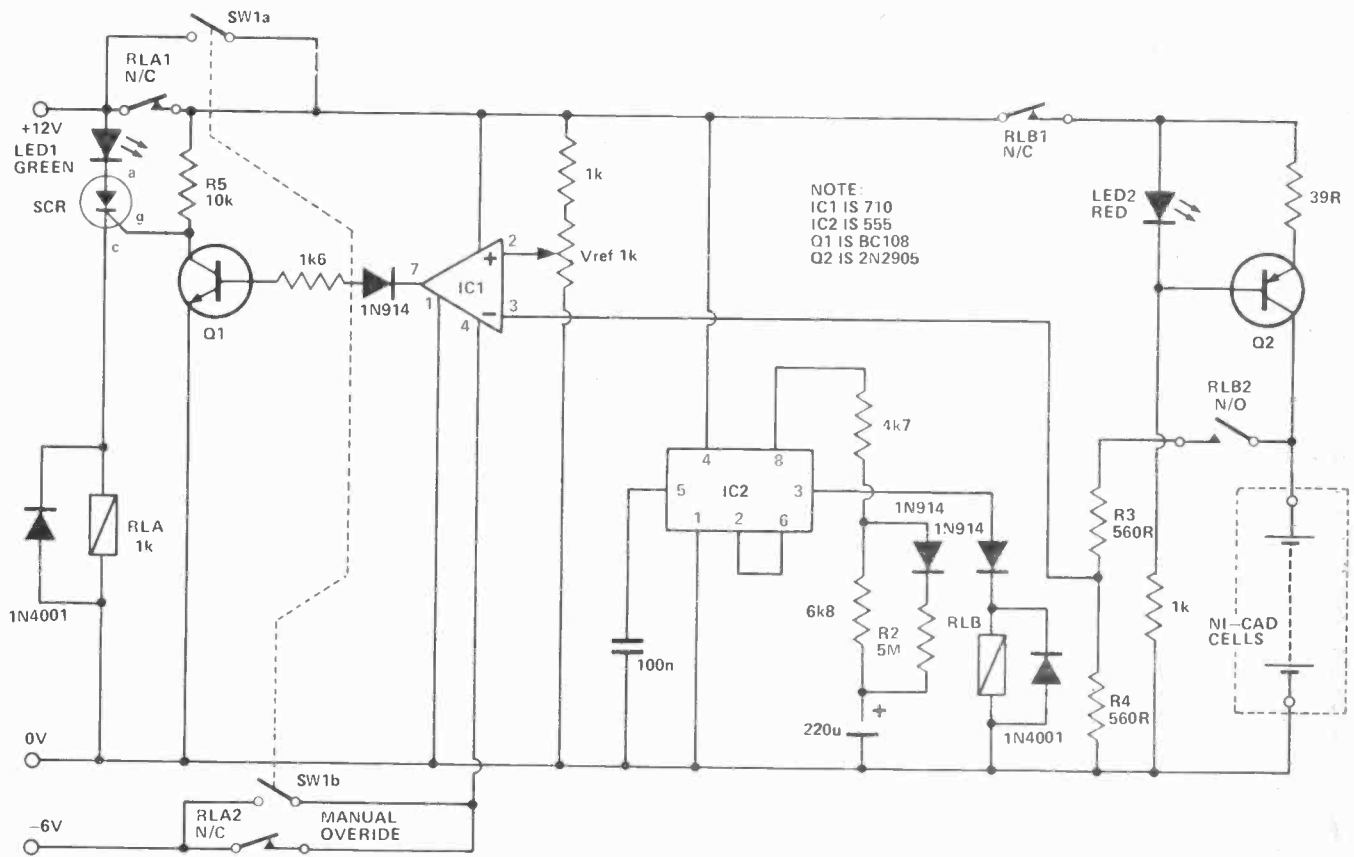 SW1a
RLA1
N/C
+12V
LED1
GREEN
a
SCR
g
c
R5
10k
Q1
1k6
1N914
7
1
IC1
4
+
2
−
3
1k
Vref 1k
NOTE:
IC1 IS 710
IC2 IS 555
Q1 IS BC108
Q2 IS 2N2905
RLB1
N/C
LED2
RED
39R
Q2
RLB2
N/O
4k7
4
8
5
IC2
3
1
2
6
1N914
1N914
R3
560R
6k8
R2
5M
RLB
1k
NI-CAD
CELLS
RLA
1k
1N4001
100n
+
220u
1N4001
R4
560R
0V
SW1b
RLA2
N/C
MANUAL
OVERIDE
−6V